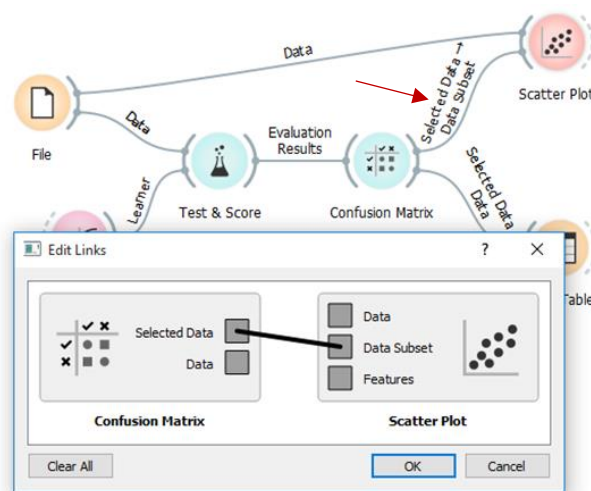 Data
Selected Data →
Data Subset
Scatter Plot
File
Data
Evaluation
Results
Learner
Test & Score
Confusion Matrix
Selected Data
Data
Table
Edit Links
?
Selected Data
Data
Data
Data Subset
Features
Confusion Matrix
Scatter Plot
Clear All
OK
Cancel